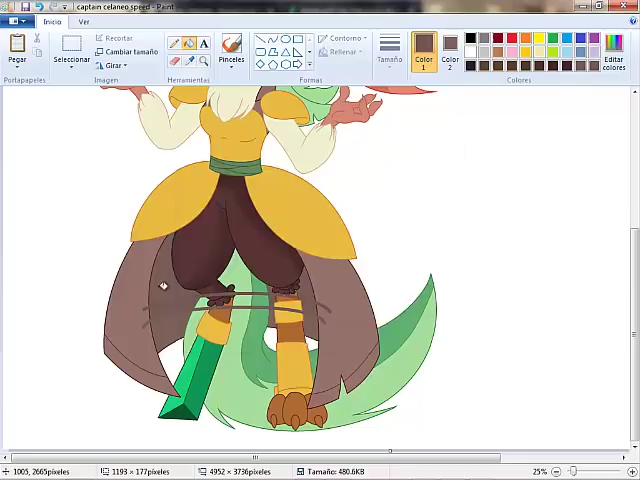 captain celaneo speed - Paint
Inicio Ver
Pegar
Portapapeles
Seleccionar
Recortar
Cambiar tamaño
Girar
Imagen
A
Herramientas
Pinceles
Contorno
Rellenar
Formas
Tamaño
Color 1
Color 2
Editar colores
Colores
1005, 2665píxeles
1193 × 177píxeles
4952 × 3736píxeles
Tamaño: 480.6KB
25%